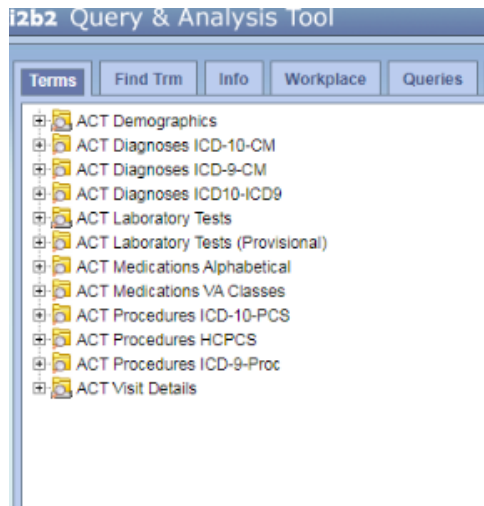 i2b2 Query & Analysis Tool
Terms Find Trm Info Workplace Queries
ACT Demographics
ACT Diagnoses ICD-10-CM
ACT Diagnoses ICD-9-CM
ACT Diagnoses ICD10-ICD9
ACT Laboratory Tests
ACT Laboratory Tests (Provisional)
ACT Medications Alphabetical
ACT Medications VA Classes
ACT Procedures ICD-10-PCS
ACT Procedures HCPCS
ACT Procedures ICD-9-Proc
ACT Visit Details